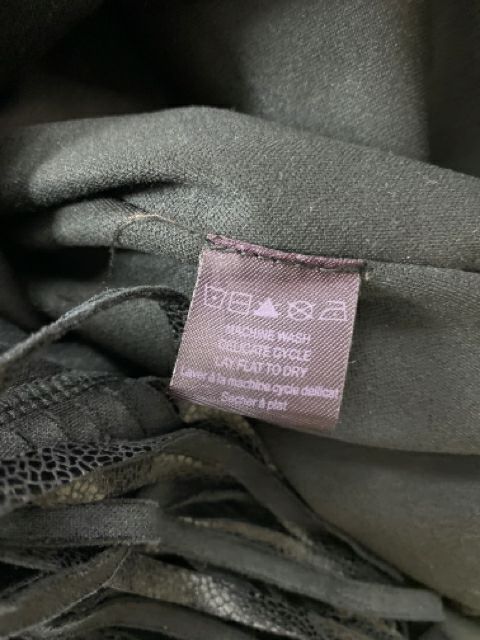 MACHINE WASH
DELICATE CYCLE
LAY FLAT TO DRY
Laver à la machine cycle délicat
Sécher à plat